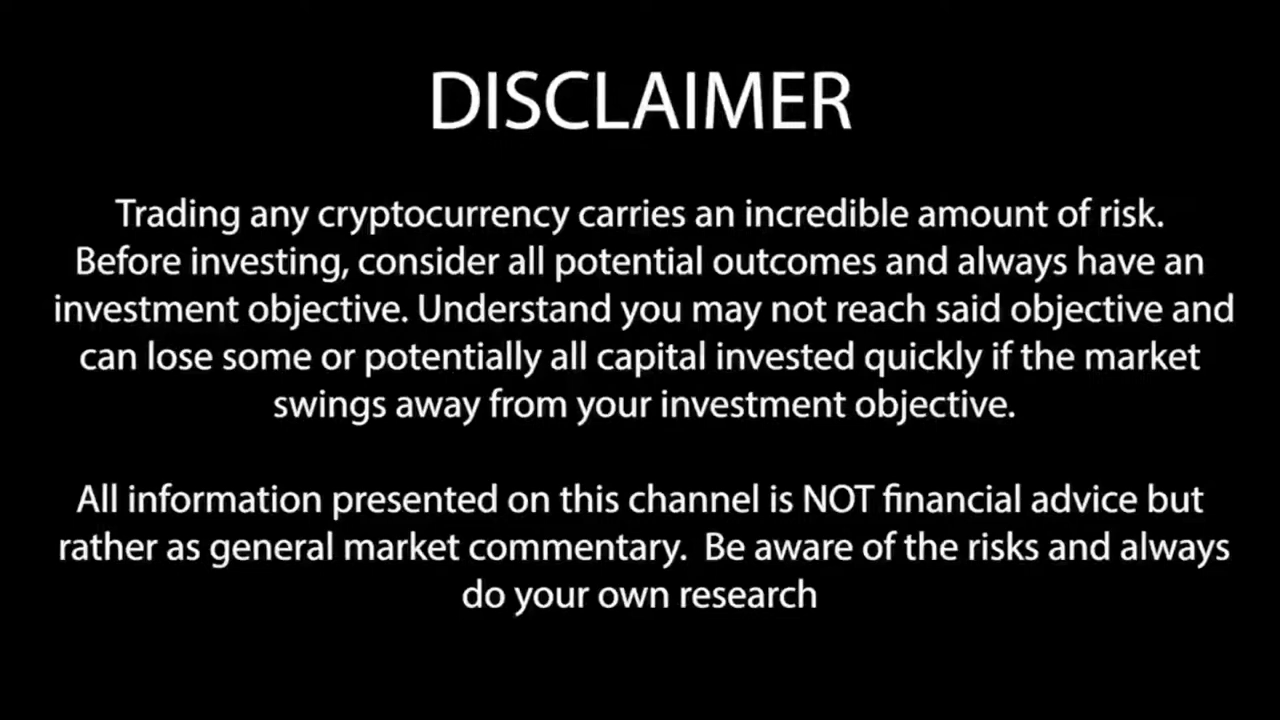 DISCLAIMER
Trading any cryptocurrency carries an incredible amount of risk.
Before investing, consider all potential outcomes and always have an
investment objective. Understand you may not reach said objective and
can lose some or potentially all capital invested quickly if the market
swings away from your investment objective.
All information presented on this channel is NOT financial advice but
rather as general market commentary.  Be aware of the risks and always
do your own research